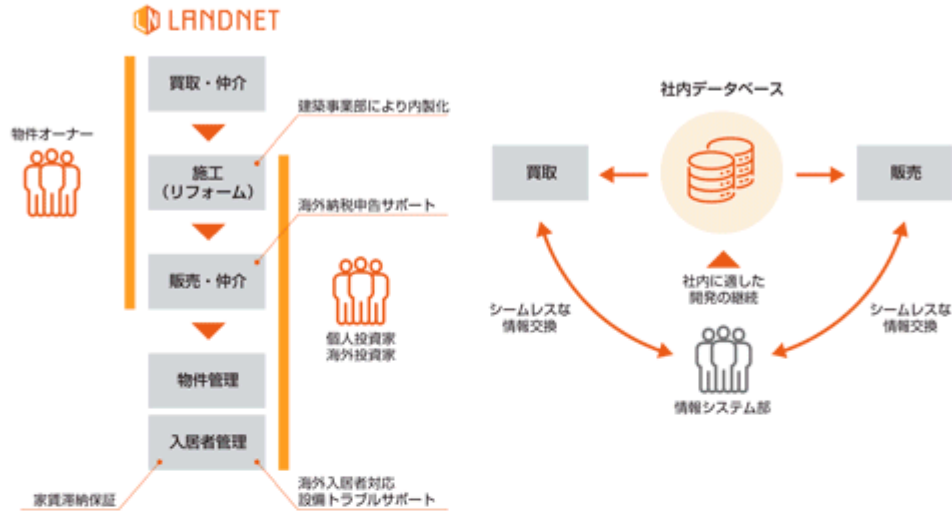 LANDNET
買取・仲介
建築事業部により内製化
物件オーナー
施工
(リフォーム)
海外納税申告サポート
販売・仲介
個人投資家
海外投資家
物件管理
入居者管理
家賃滞納保証
海外入居者対応
設備トラブルサポート
社内データベース
買取
販売
社内に適した
開発の継続
シームレスな
情報交換
シームレスな
情報交換
情報システム部